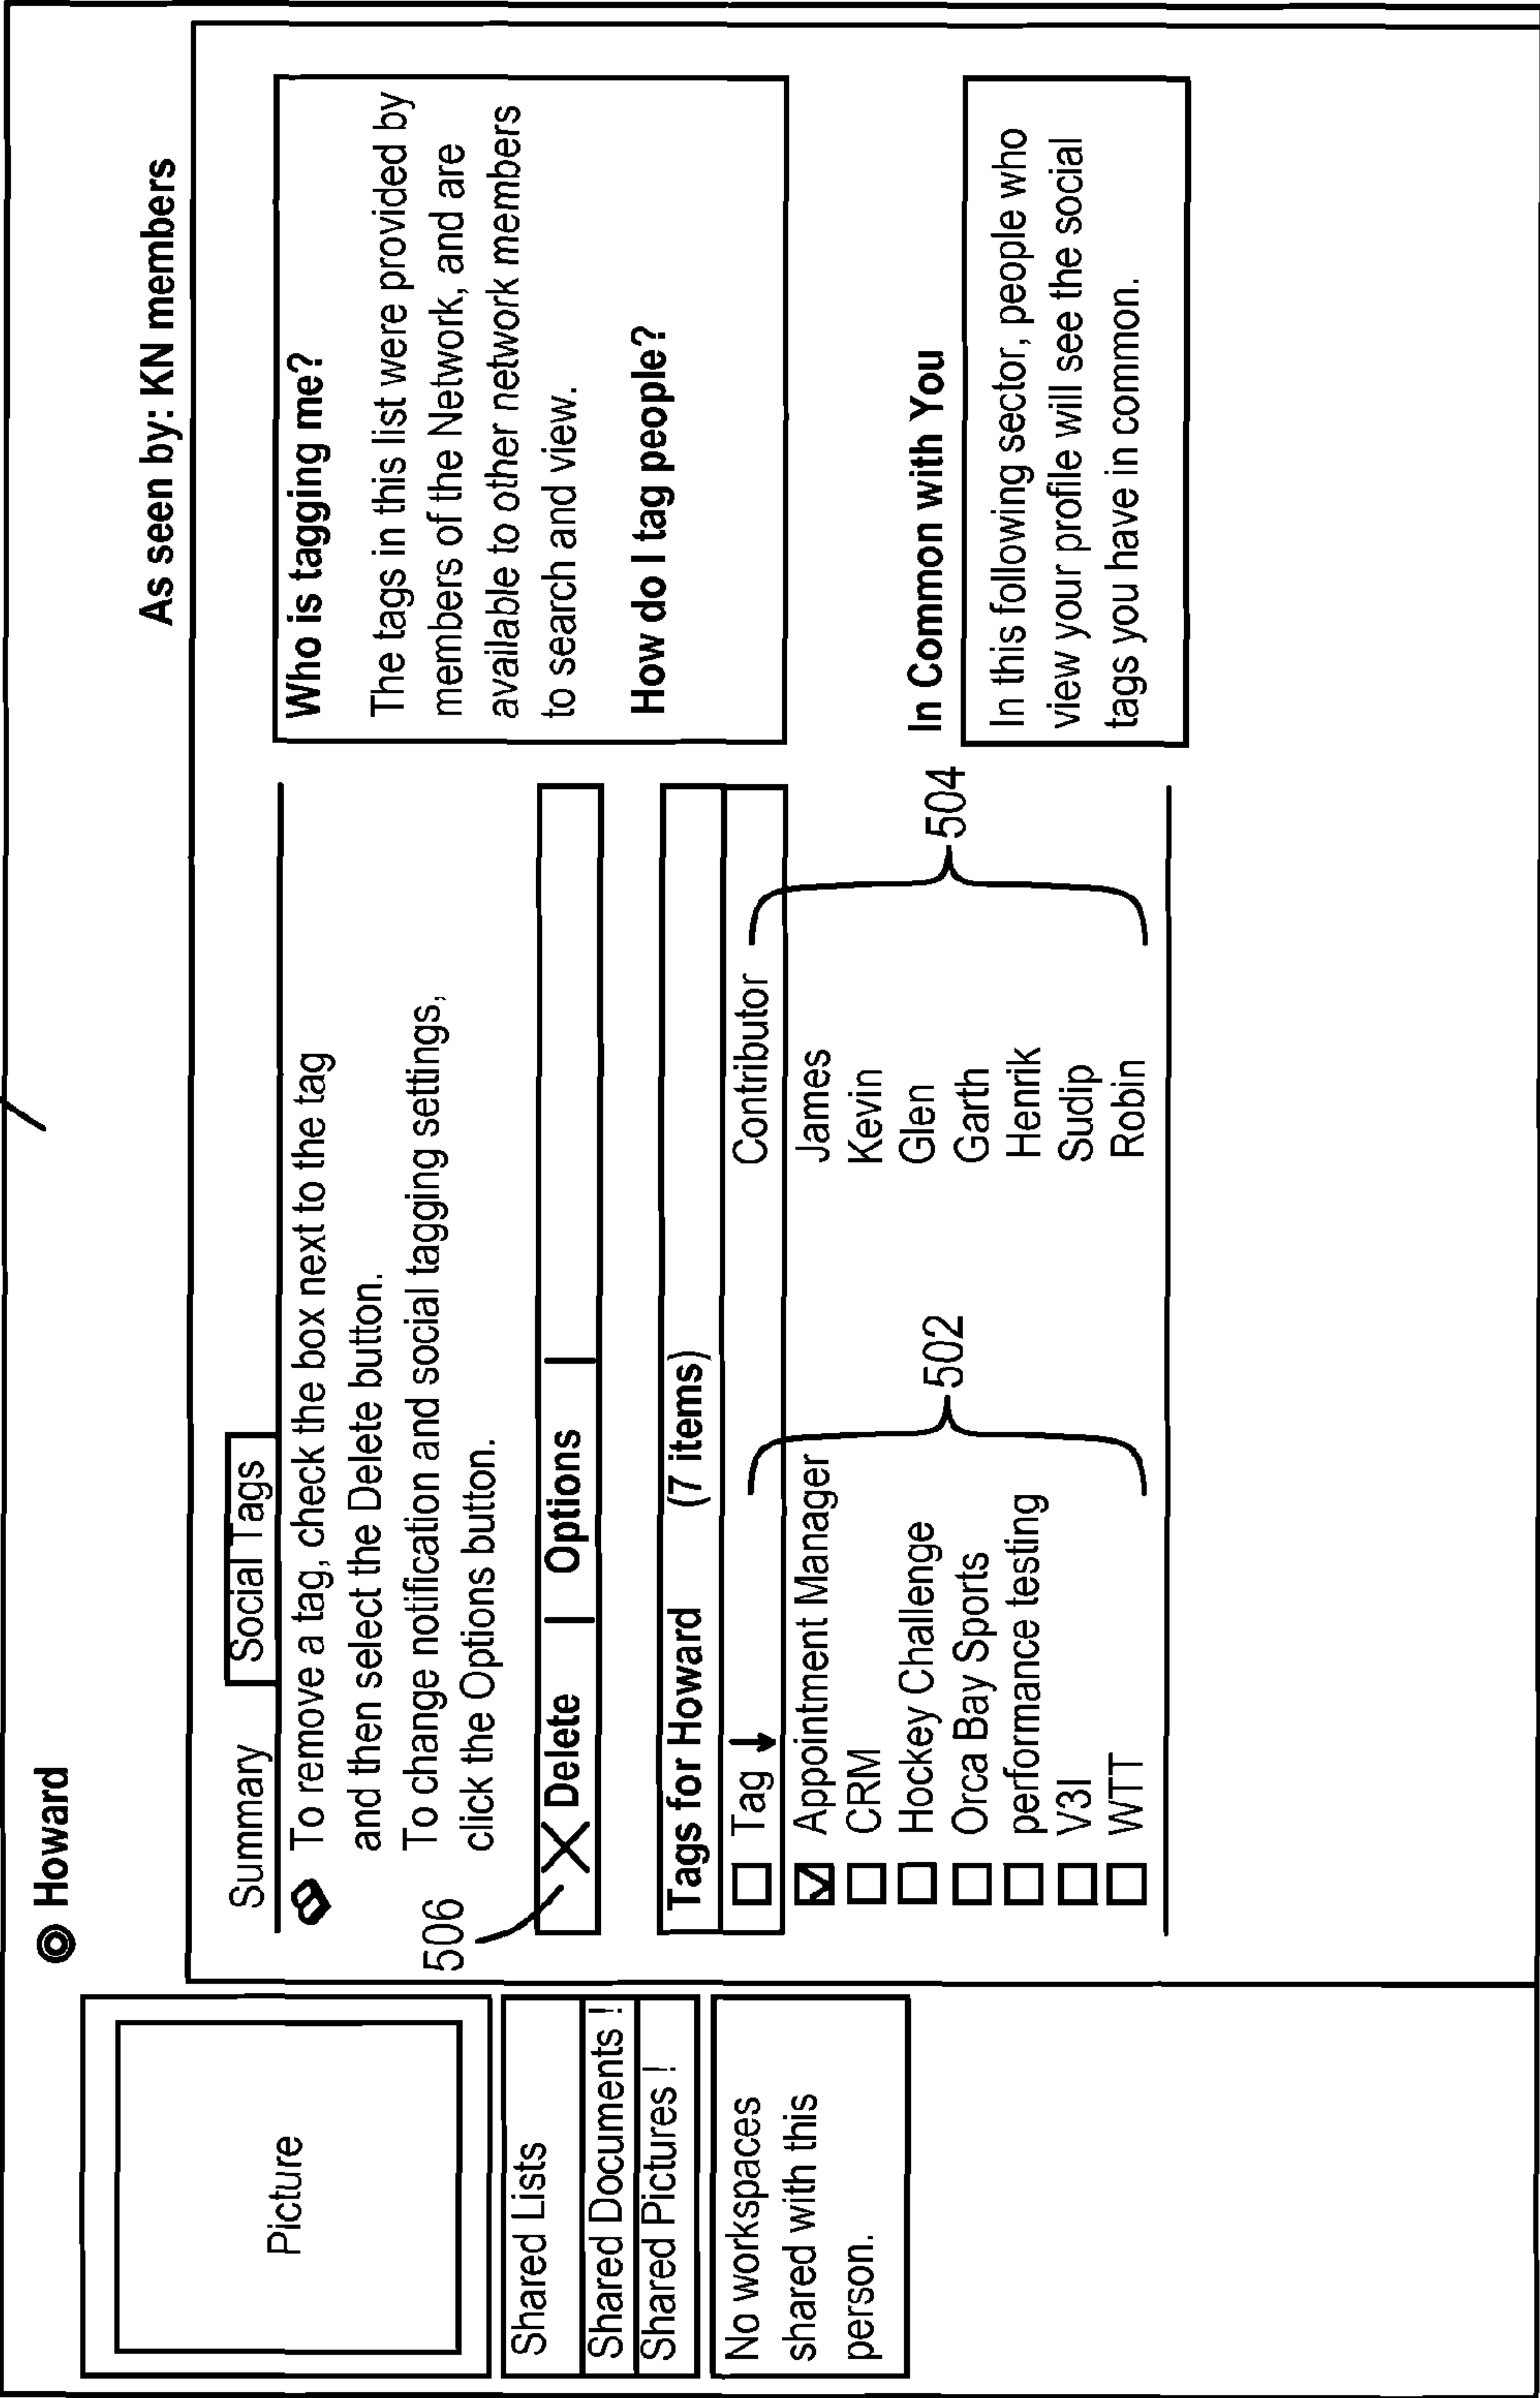 Howard
As seen by: KN members
Picture
Shared Lists
Shared Documents !
Shared Pictures !
No workspaces
shared with this
person.
Summary Social Tags
To remove a tag, check the box next to the tag
and then select the Delete button.
To change notification and social tagging settings,
click the Options button.
506
X Delete | Options |
Tags for Howard (7 items)
Tag Contributor
Appointment Manager James
CRM Kevin
Hockey Challenge Glen
Orca Bay Sports Garth
performance testing Henrik
V3I Sudip
WTT Robin
502
504
Who is tagging me?
The tags in this list were provided by
members of the Network, and are
available to other network members
to search and view.
How do I tag people?
In Common with You
In this following sector, people who
view your profile will see the social
tags you have in common.